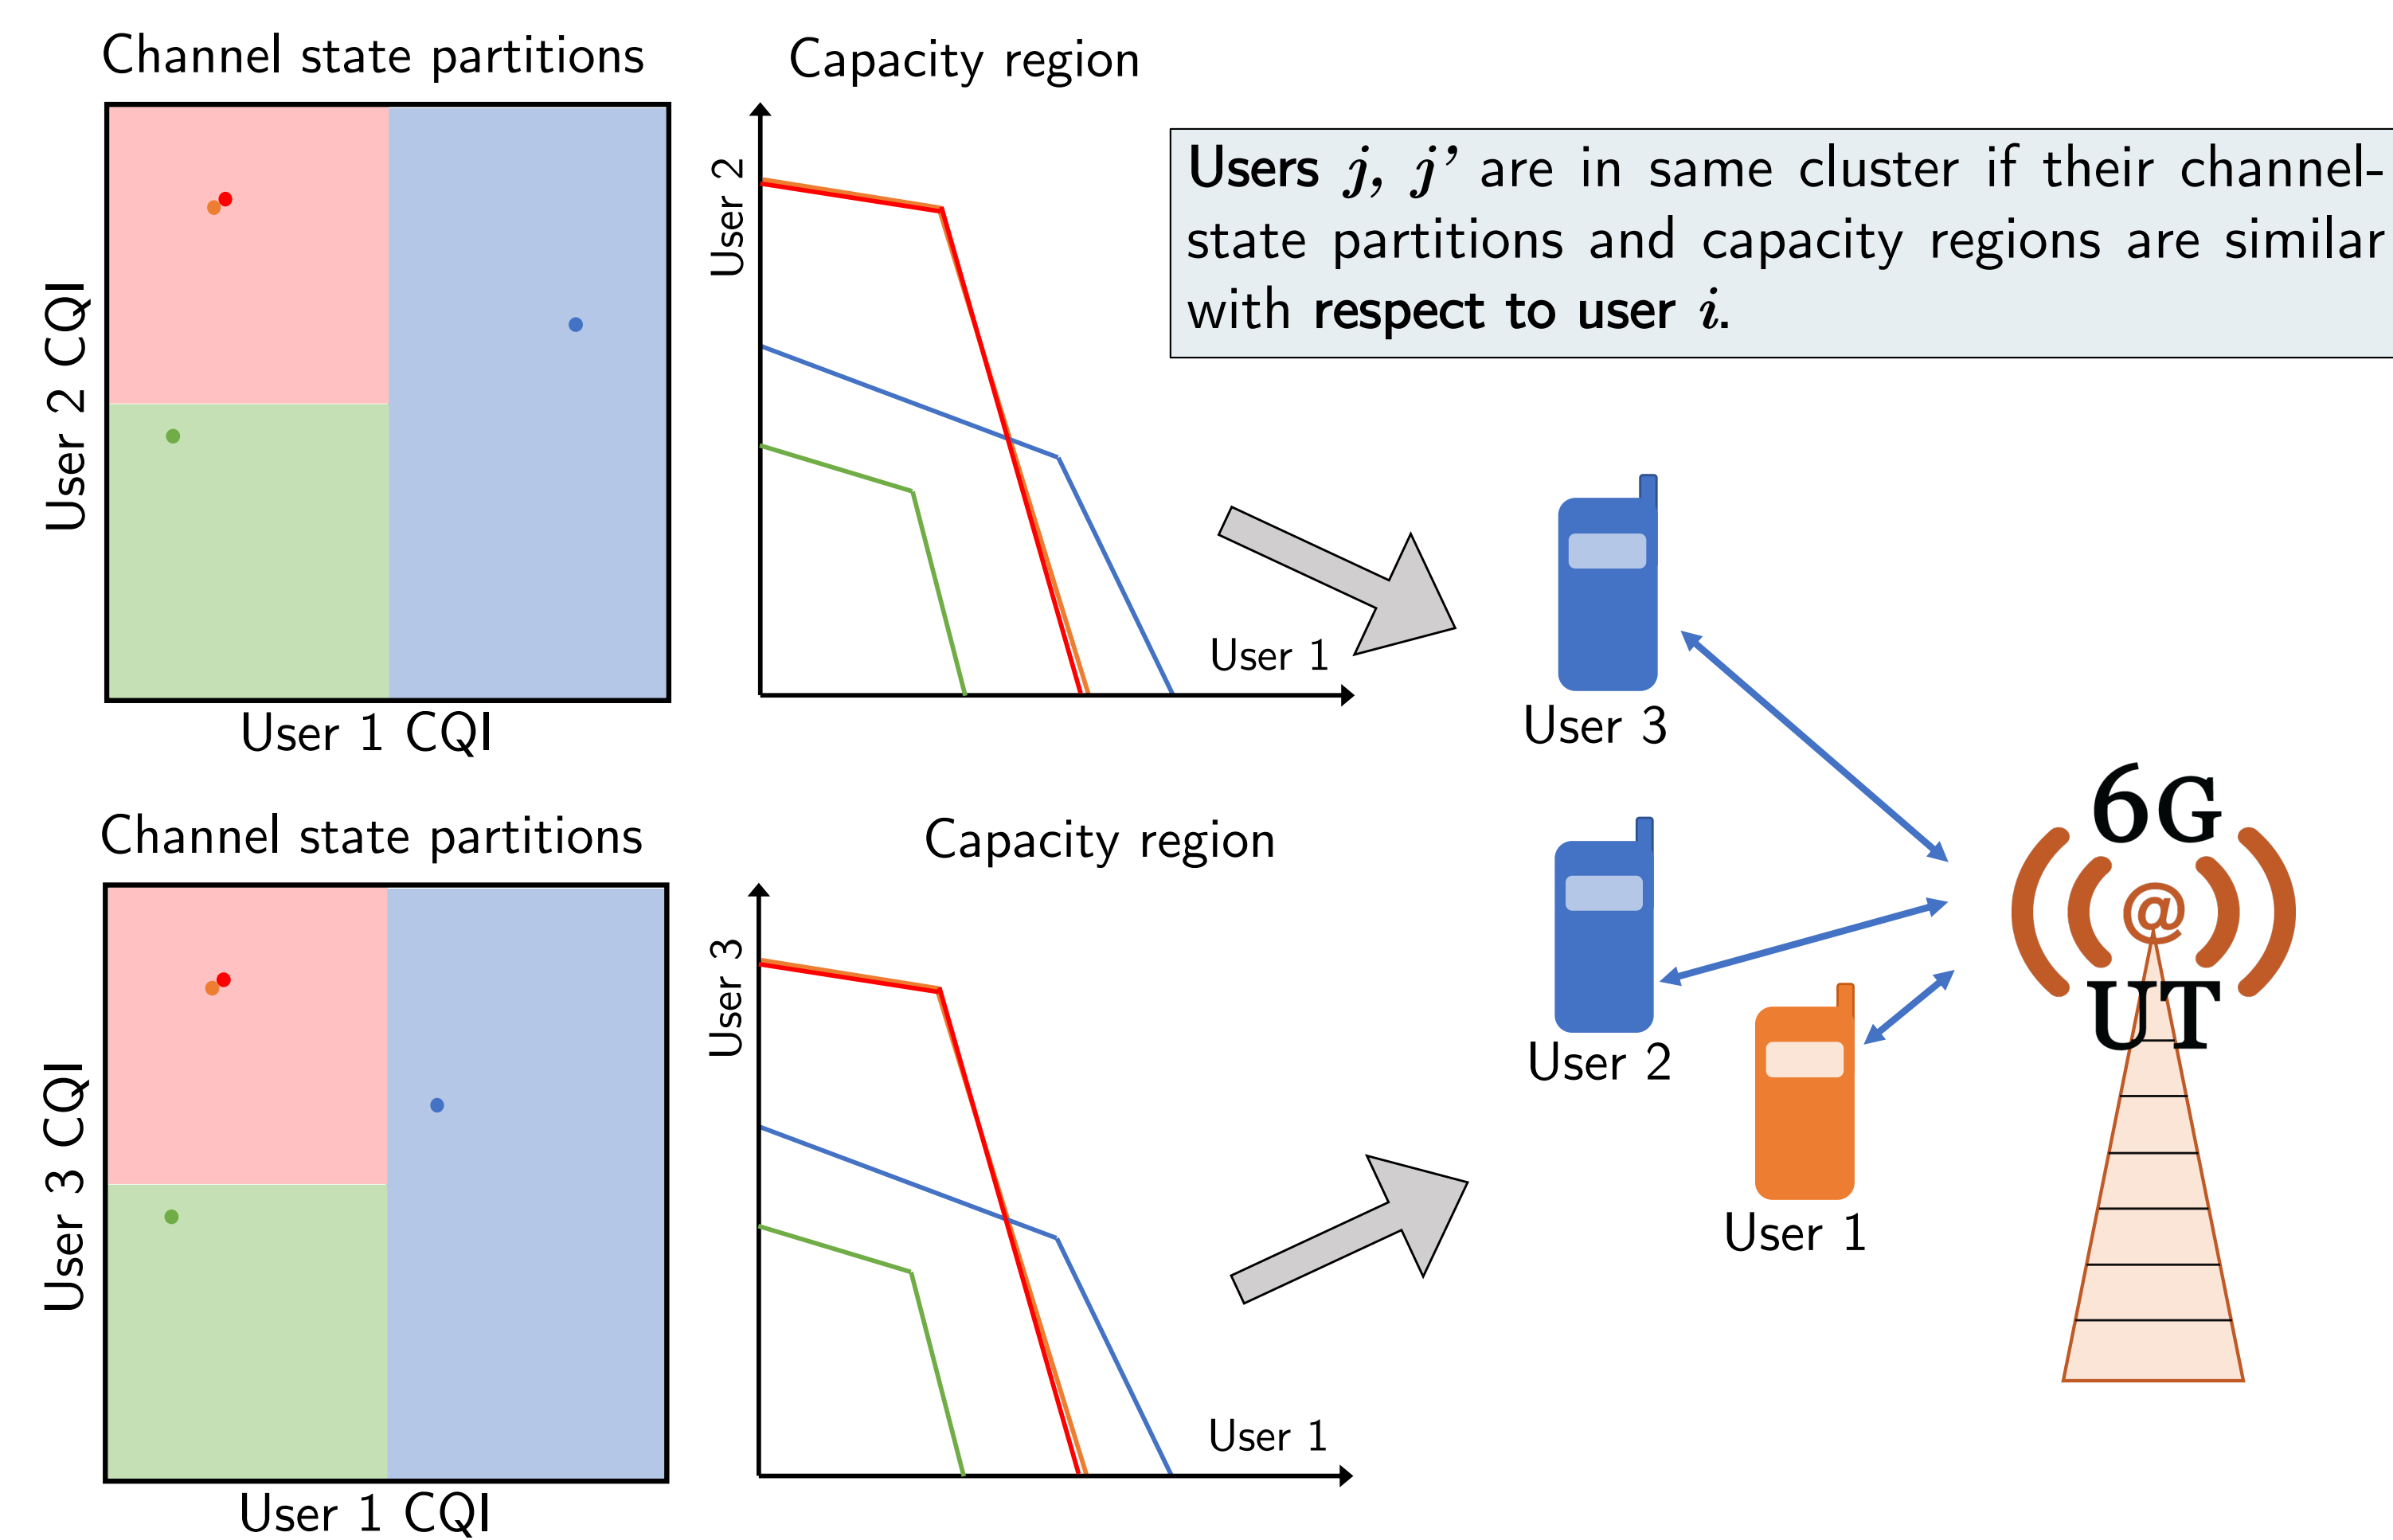 Channel state partitions
Capacity region
User 2 CQI
User 1 CQI
User 2
User 1
Users j, j’ are in same cluster if their channel-
state partitions and capacity regions are similar
with respect to user i.
User 3
User 2
User 1
6G
@
UT
Channel state partitions
Capacity region
User 3 CQI
User 1 CQI
User 3
User 1